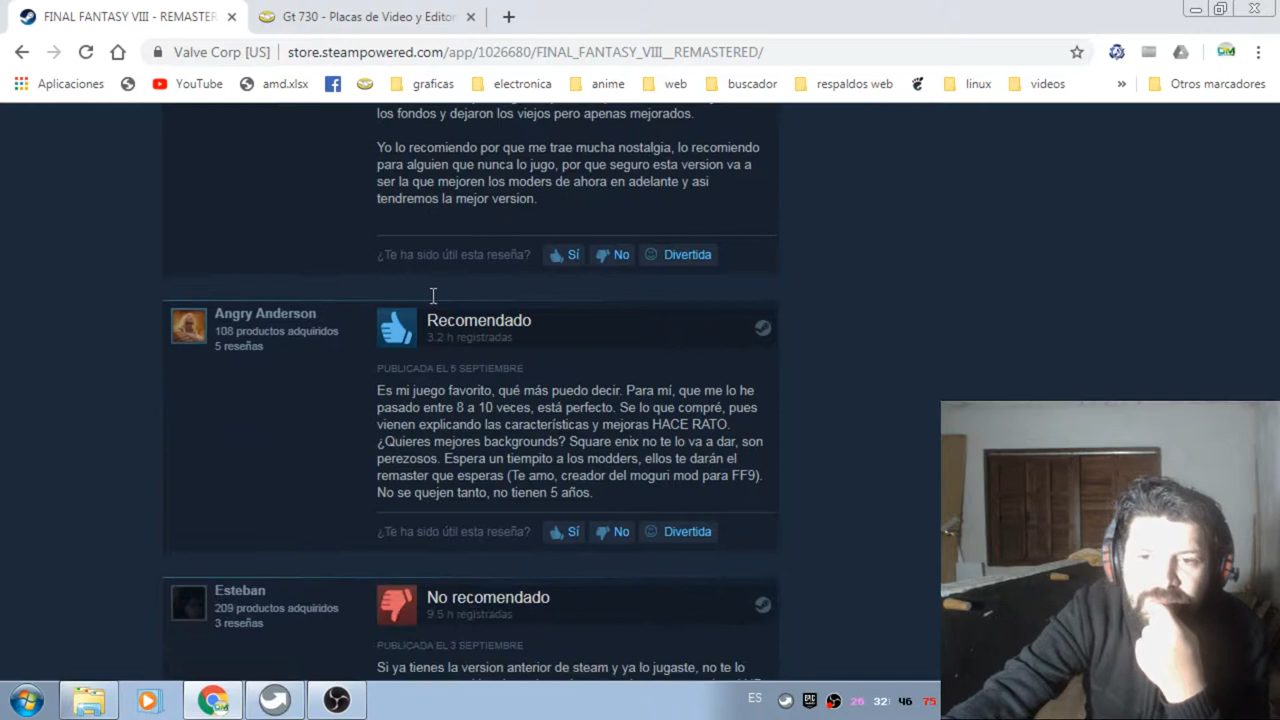 FINAL FANTASY VIII - REMASTER
Gt 730 - Placas de Video y Editor
Valve Corp [US]
store.steampowered.com/app/1026680/FINAL_FANTASY_VIII__REMASTERED/
Aplicaciones
YouTube
amd.xlsx
graficas
electronica
anime
web
buscador
respaldos web
linux
videos
»
Otros marcadores
los fondos y dejaron los viejos pero apenas mejorados.
Yo lo recomiendo por que me trae mucha nostalgia, lo recomiendo
para alguien que nunca lo jugo, por que seguro esta version va a
ser la que mejoren los moders de ahora en adelante y asi
tendremos la mejor version.
¿Te ha sido útil esta reseña? Sí No Divertida
Angry Anderson
108 productos adquiridos
5 reseñas
Recomendado
3.2 h registradas
PUBLICADA EL 5 SEPTIEMBRE
Es mi juego favorito, qué más puedo decir. Para mí, que me lo he
pasado entre 8 a 10 veces, está perfecto. Se lo que compré, pues
vienen explicando las características y mejoras HACE RATO.
¿Quieres mejores backgrounds? Square enix no te lo va a dar, son
perezosos. Espera un tiempito a los modders, ellos te darán el
remaster que esperas (Te amo, creador del moguri mod para FF9).
No se quejen tanto, no tienen 5 años.
¿Te ha sido útil esta reseña? Sí No Divertida
Esteban
209 productos adquiridos
3 reseñas
No recomendado
9.5 h registradas
PUBLICADA EL 3 SEPTIEMBRE
Si ya tienes la version anterior de steam y ya lo jugaste, no te lo
ES
26 32 46 75